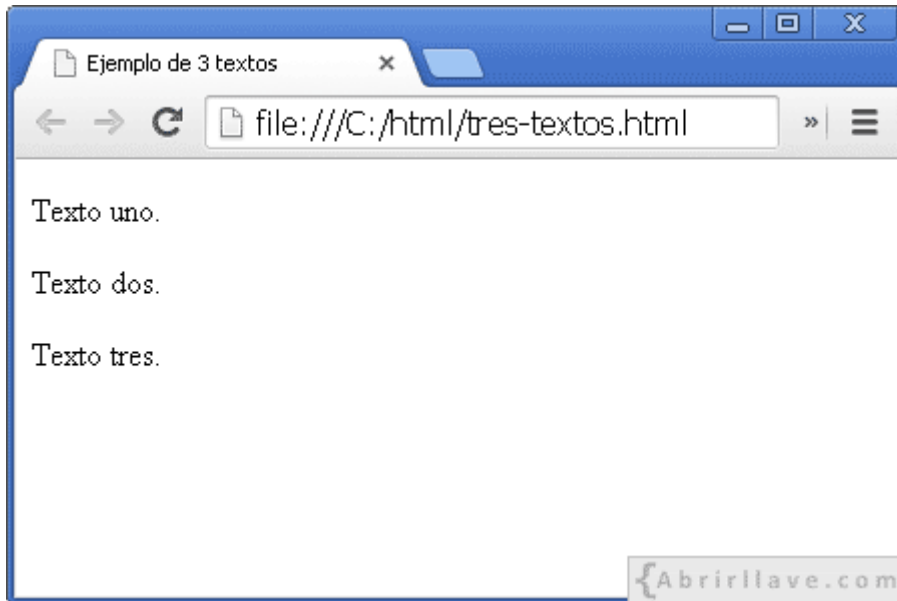 Ejemplo de 3 textos
file:///C:/html/tres-textos.html
Texto uno.
Texto dos.
Texto tres.
{Abrirllave.com